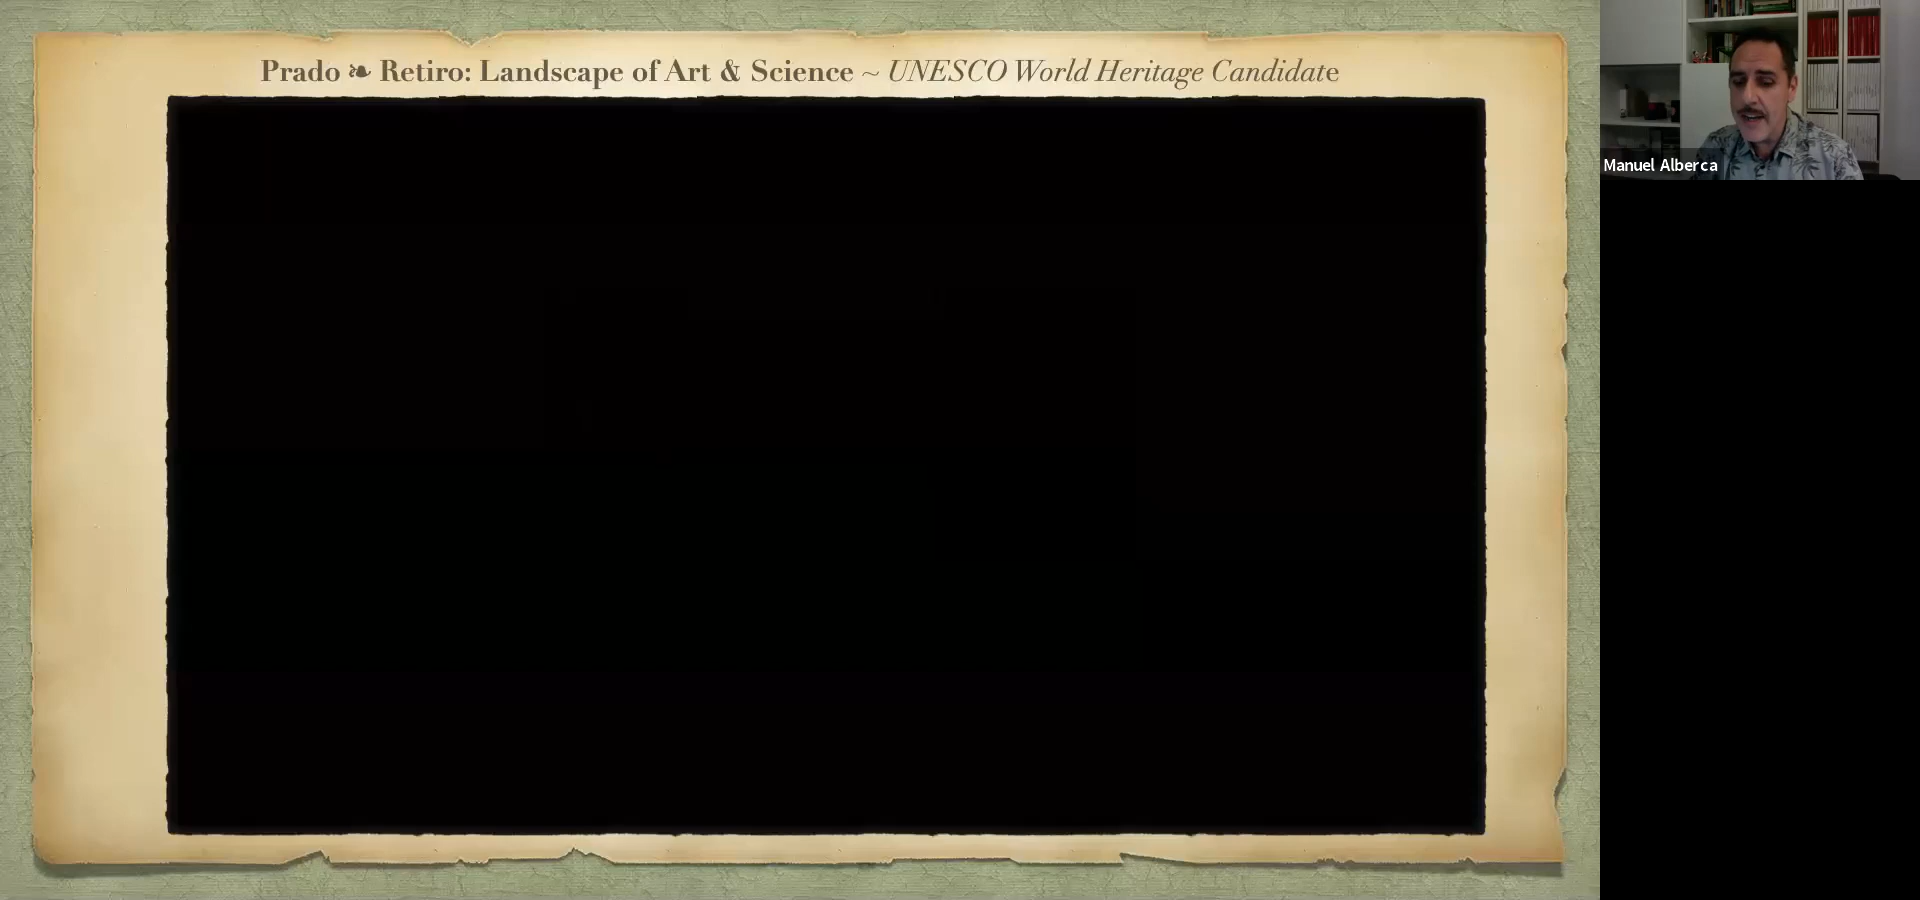 Prado ❧ Retiro: Landscape of Art & Science ~ UNESCO World Heritage Candidate
Manuel Alberca